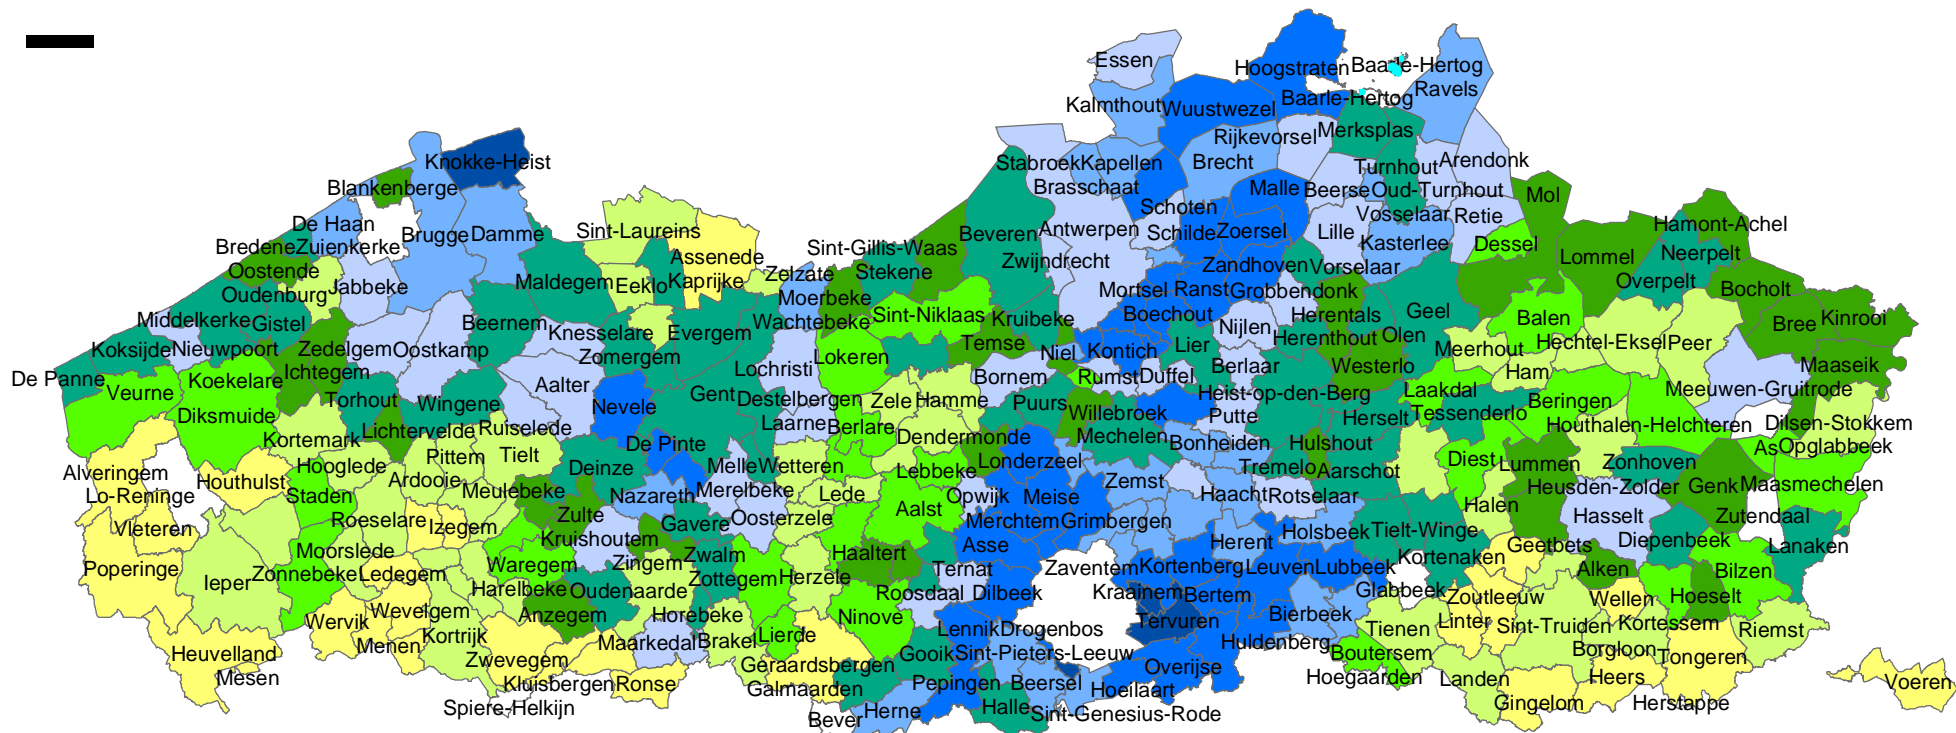 Essen
Hoogstraten
Baarle-Hertog
Ravels
Kalmthout
Wuustwezel
Baarle-Hertog
Rijkevorsel
Merksplas
Knokke-Heist
Stabroek
Kapellen
Brecht
Turnhout
Arendonk
Blankenberge
Brasschaat
Malle
Beerse
Oud-Turnhout
Mol
De Haan
Schoten
Vosselaar
Retie
Bredene
Zuienkerke
Brugge
Damme
Sint-Laureins
Sint-Gillis-Waas
Beveren
Antwerpen
Schilde
Zoersel
Lille
Kasterlee
Dessel
Hamont-Achel
Oostende
Assenede
Stekene
Zwijndrecht
Zandhoven
Vorselaar
Lommel
Neerpelt
Oudenburg
Jabbeke
Maldegem
Eeklo
Kaprijke
Zelzate
Overpelt
Moerbeke
Mortsel
Ranst
Grobbendonk
Bocholt
Middelkerke
Gistel
Beernem
Knesselare
Evergem
Wachtebeke
Sint-Niklaas
Kruibeke
Boechout
Nijlen
Herentals
Geel
Balen
Bree
Kinrooi
Koksijde
Nieuwpoort
Zedelgem
Oostkamp
Zomergem
Lokeren
Temse
Niel
Kontich
Lier
Herenthout
Olen
Meerhout
Hechtel-Eksel
Peer
De Panne
Veurne
Koekelare
Ichtegem
Aalter
Lochristi
Bornem
Rumst
Duffel
Berlaar
Westerlo
Ham
Maaseik
Diksmuide
Torhout
Wingene
Nevele
Gent
Destelbergen
Zele
Hamme
Puurs
Willebroek
Heist-op-den-Berg
Laakdal
Beringen
Meeuwen-Gruitrode
Lichtervelde
Ruiselede
Laarne
Berlare
Putte
Herselt
Tessenderlo
Houthalen-Helchteren
Dilsen-Stokkem
Kortemark
Pittem
Tielt
De Pinte
Dendermonde
Mechelen
Bonheiden
Hulshout
As
Opglabbeek
Alveringem
Hooglede
Deinze
Melle
Wetteren
Lebbeke
Londerzeel
Tremelo
Aarschot
Diest
Lummen
Zonhoven
Lo-Reninge
Houthulst
Staden
Ardooie
Meulebeke
Nazareth
Merelbeke
Lede
Opwijk
Meise
Zemst
Haacht
Rotselaar
Halen
Heusden-Zolder
Genk
Maasmechelen
Vleteren
Roeselare
Izegem
Zulte
Gavere
Oosterzele
Aalst
Merchtem
Grimbergen
Holsbeek
Tielt-Winge
Hasselt
Zutendaal
Poperinge
Ieper
Moorslede
Kruishoutem
Asse
Herent
Geetbets
Diepenbeek
Lanaken
Zonnebeke
Ledegem
Waregem
Zingem
Zwalm
Haaltert
Ternat
Zaventem
Kortenberg
Leuven
Lubbeek
Kortenaken
Alken
Bilzen
Harelbeke
Oudenaarde
Zottegem
Herzele
Roosdaal
Dilbeek
Kraainem
Bertem
Glabbeek
Zoutleeuw
Wellen
Hoeselt
Wervik
Wevelgem
Anzegem
Horebeke
Ninove
Tervuren
Bierbeek
Linter
Sint-Truiden
Kortessem
Riemst
Menen
Kortrijk
Maarkedal
Brakel
Lierde
Lennik
Drogenbos
Huldenberg
Tienen
Heuvelland
Mesen
Zwevegem
Geraardsbergen
Gooik
Sint-Pieters-Leeuw
Overijse
Boutersem
Borgloon
Tongeren
Kluisbergen
Ronse
Galmaarden
Pepingen
Beersel
Hoeilaart
Hoegaarden
Landen
Heers
Voeren
Spiere-Helkijn
Bever
Herne
Halle
Sint-Genesius-Rode
Gingelom
Herstappe